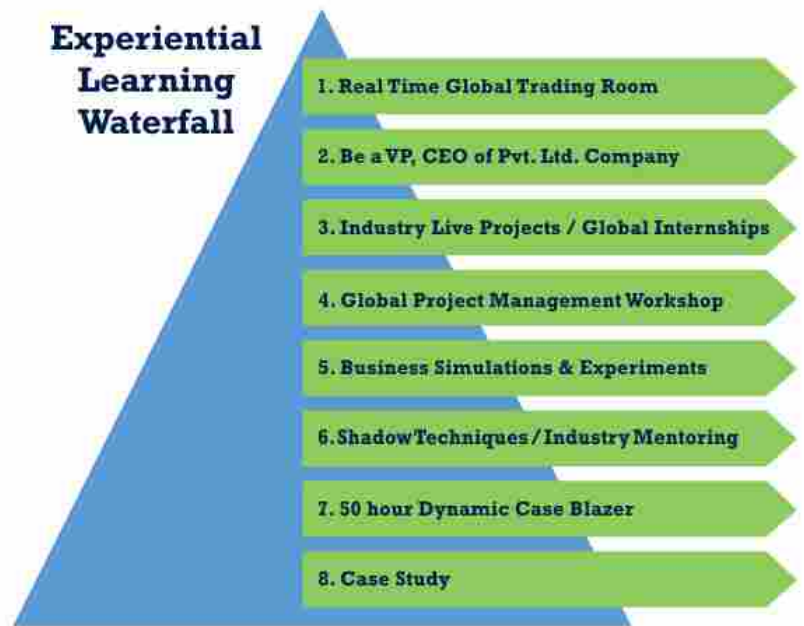 Experiential
Learning
Waterfall
1. Real Time Global Trading Room
2. Be a VP, CEO of Pvt. Ltd. Company
3. Industry Live Projects / Global Internships
4. Global Project Management Workshop
5. Business Simulations & Experiments
6. Shadow Techniques / Industry Mentoring
7. 50 hour Dynamic Case Blazer
8. Case Study